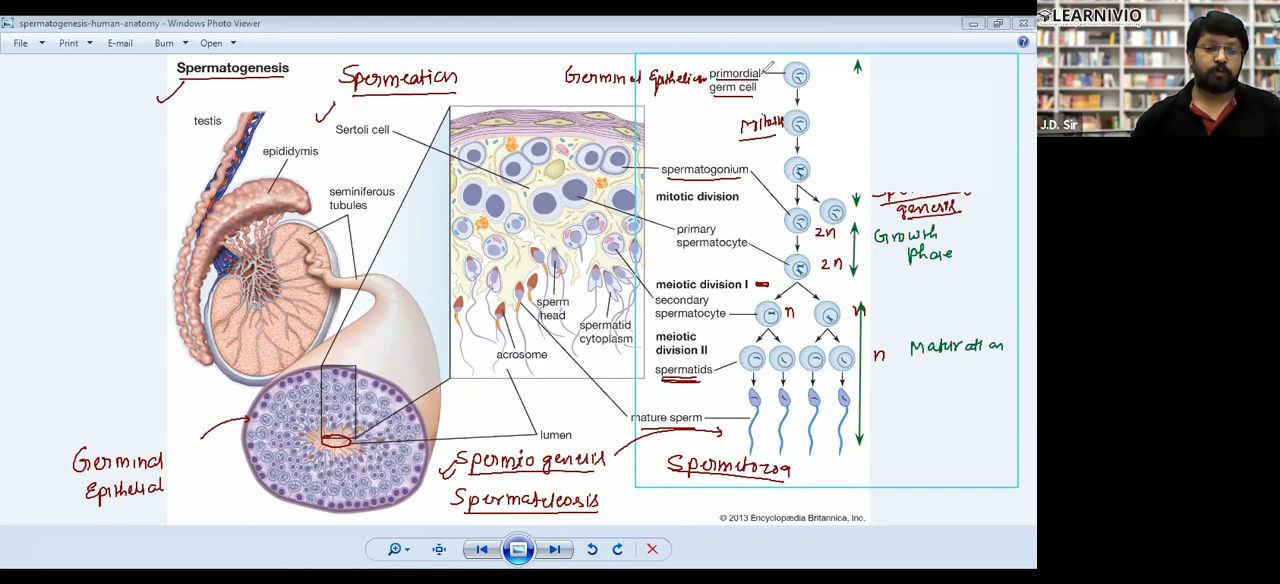 spermatogenesis-human-anatomy - Windows Photo Viewer
File Print E-mail Burn Open
LEARNIVIO
J.D. Sir
Spermatogenesis
Spermeation
testis
epididymis
seminiferous
tubules
Sertoli cell
sperm
head
spermatid
cytoplasm
acrosome
lumen
Germinal
Epithelial
Spermiogenesis
Spermateleosis
Germinal Epithelium
primordial
germ cell
Mitosis
spermatogonium
mitotic division
primary
spermatocyte
meiotic division I
secondary
spermatocyte
meiotic
division II
spermatids
mature sperm
Spermatozoa
2n
2n
n
n
n
genesis
Growth
Phase
Maturation
© 2013 Encyclopædia Britannica, Inc.